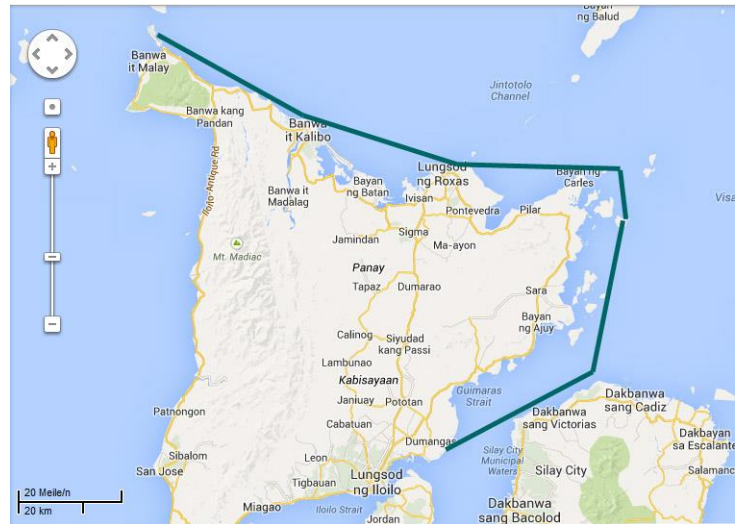 Bayan
ng Balud
Banwa
it Malay
Jintotolo
Channel
Banwa kang
Pandan
Banwa
it Kalibo
Lungsod
ng Roxas
Bayan ng
Carles
Iloilo-Antique Rd
Bayan
ng Batan
Banwa it
Madalag
Ivisan
Pontevedra
Pilar
Visa
Sigma
Jamindan
Ma-ayon
Mt. Madiac
Panay
Tapaz
Dumarao
Sara
Bayan
ng Ajuy
Calinog
Siyudad
kang Passi
Lambunao
Kabisayaan
Guimaras
Strait
Janiuay
Pototan
Dakbanwa
sang Cadiz
Patnongon
Cabatuan
Dakbanwa
sang Victorias
Dumangas
Dakbayan
sa Escalante
Sibalom
Leon
Silay City
Municipal
Waters
San Jose
Lungsod
ng Iloilo
Silay City
Salamanc
Tigbauan
20 Meile/n
20 km
Miagao
Iloilo Strait
Jordan
Dakbanwa
sang Bacolod